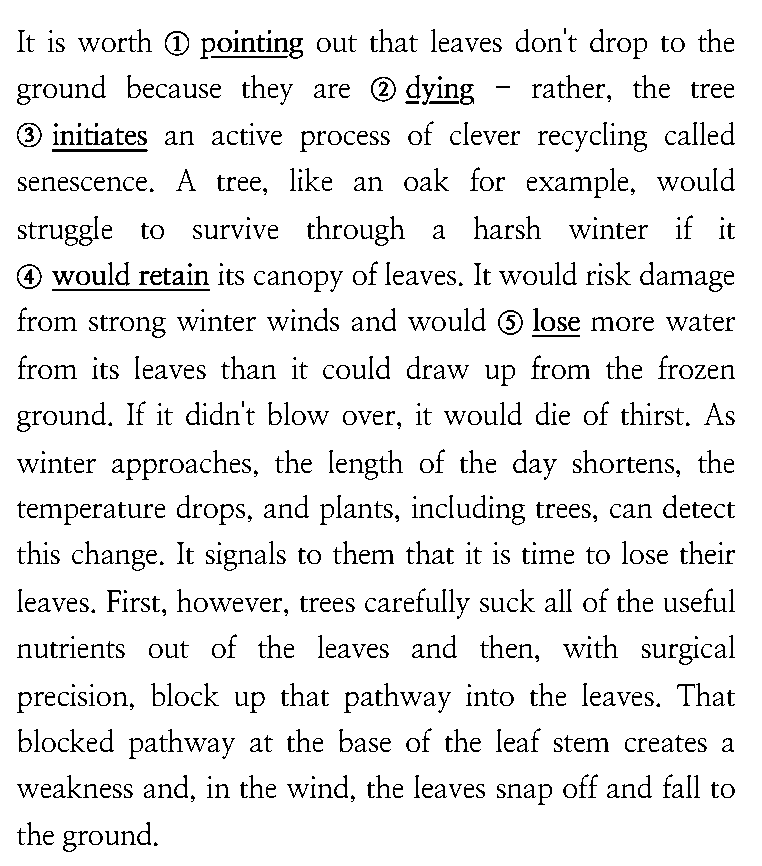 It is worth ① pointing out that leaves don't drop to the
ground because they are ② dying – rather, the tree
③ initiates an active process of clever recycling called
senescence. A tree, like an oak for example, would
struggle to survive through a harsh winter if it
④ would retain its canopy of leaves. It would risk damage
from strong winter winds and would ⑤ lose more water
from its leaves than it could draw up from the frozen
ground. If it didn't blow over, it would die of thirst. As
winter approaches, the length of the day shortens, the
temperature drops, and plants, including trees, can detect
this change. It signals to them that it is time to lose their
leaves. First, however, trees carefully suck all of the useful
nutrients out of the leaves and then, with surgical
precision, block up that pathway into the leaves. That
blocked pathway at the base of the leaf stem creates a
weakness and, in the wind, the leaves snap off and fall to
the ground.